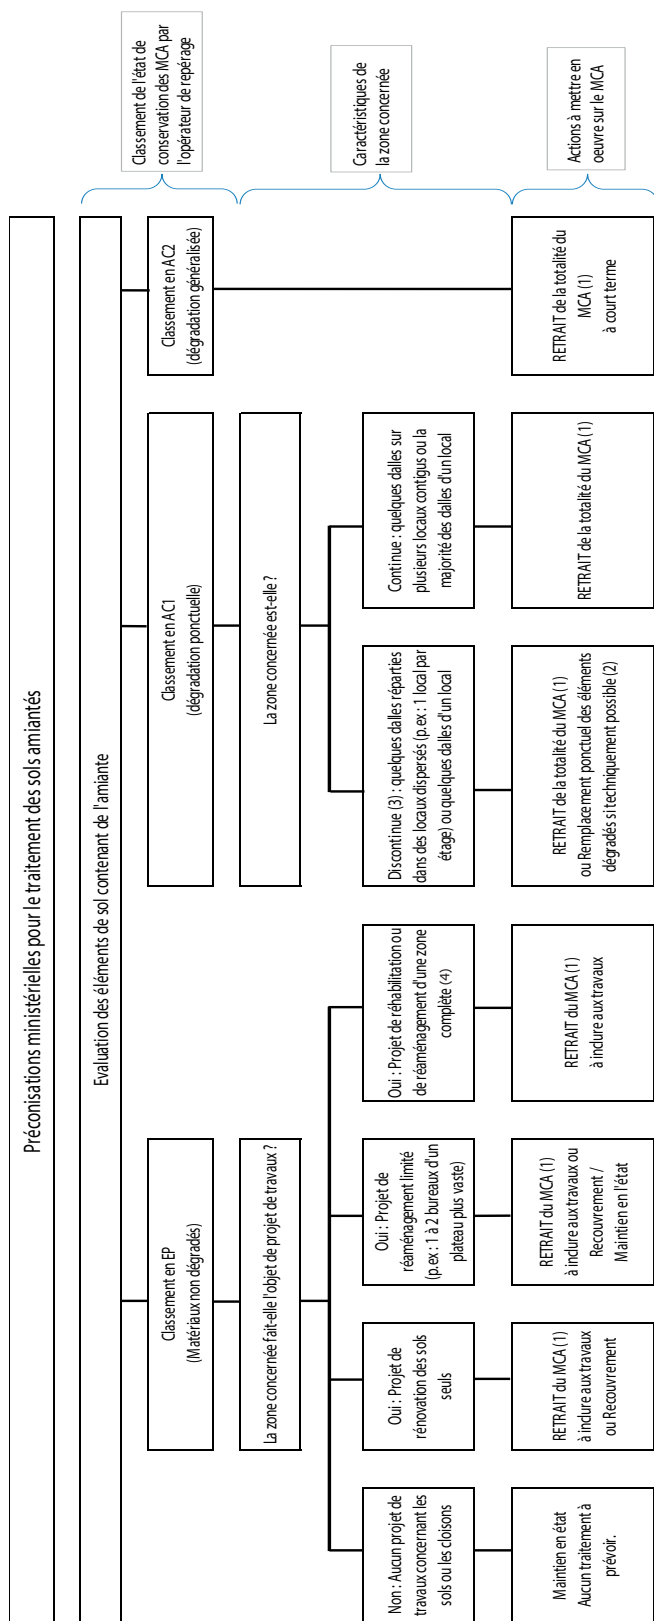 Préconisations ministérielles pour le traitement des sols amiantés
Evaluation des éléments de sol contenant de l'amiante
Classement de l'état de
conservation des MCA par
l'opérateur de repérage
Classement en EP
(Matériaux non dégradés)
Classement en AC1
(dégradation ponctuelle)
Classement en AC2
(dégradation généralisée)
La zone concernée fait-elle l'objet de projet de travaux ?
La zone concernée est-elle ?
Caractéristiques de
la zone concernée
Non : Aucun projet de
travaux concernant les
sols ou les cloisons
Oui : Projet de
rénovation des sols
seuls
Oui : Projet de
réaménagement limité
(p.ex : 1 à 2 bureaux d'un
plateau plus vaste)
Oui : Projet de réhabilitation ou
de réaménagement d'une zone
complète (4)
Discontinue (3) : quelques dalles réparties
dans des locaux dispersés (p.ex : 1 local par
étage) ou quelques dalles d'un local
Continue : quelques dalles sur
plusieurs locaux contigus ou la
majorité des dalles d'un local
Maintien en état
Aucun traitement à
prévoir.
RETRAIT du MCA (1)
à indure aux travaux
ou Recouvrement
RETRAIT du MCA (1)
à indure aux travaux ou
Recouvrement /
Maintien en l'état
RETRAIT du MCA (1)
à indure aux travaux
RETRAIT de la totalité du MCA (1)
ou Remplacement ponctuel des éléments
dégradés si techniquement possible (2)
RETRAIT de la totalité du MCA (1)
RETRAIT de la totalité du
MCA (1)
à court terme
Actions à mettre en
oeuvre sur le MCA